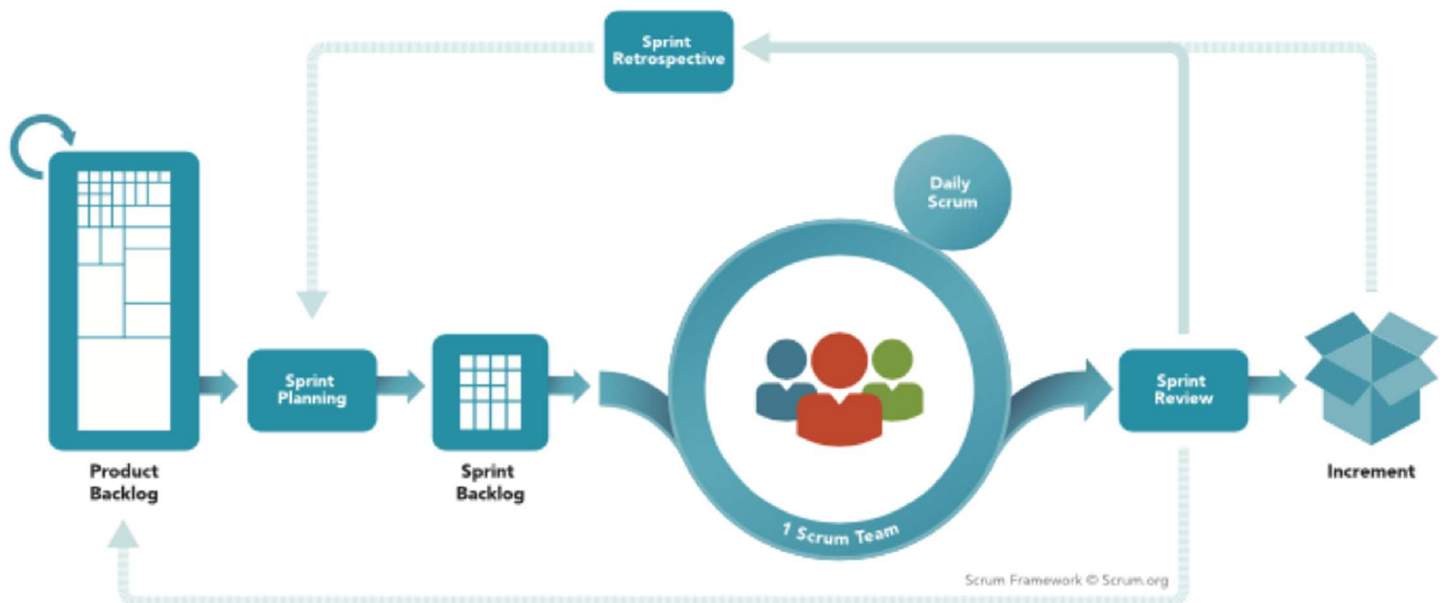 Sprint
Retrospective
Daily
Scrum
Sprint
Planning
Sprint
Review
Product
Backlog
Sprint
Backlog
Increment
1 Scrum Team
Scrum Framework © Scrum.org